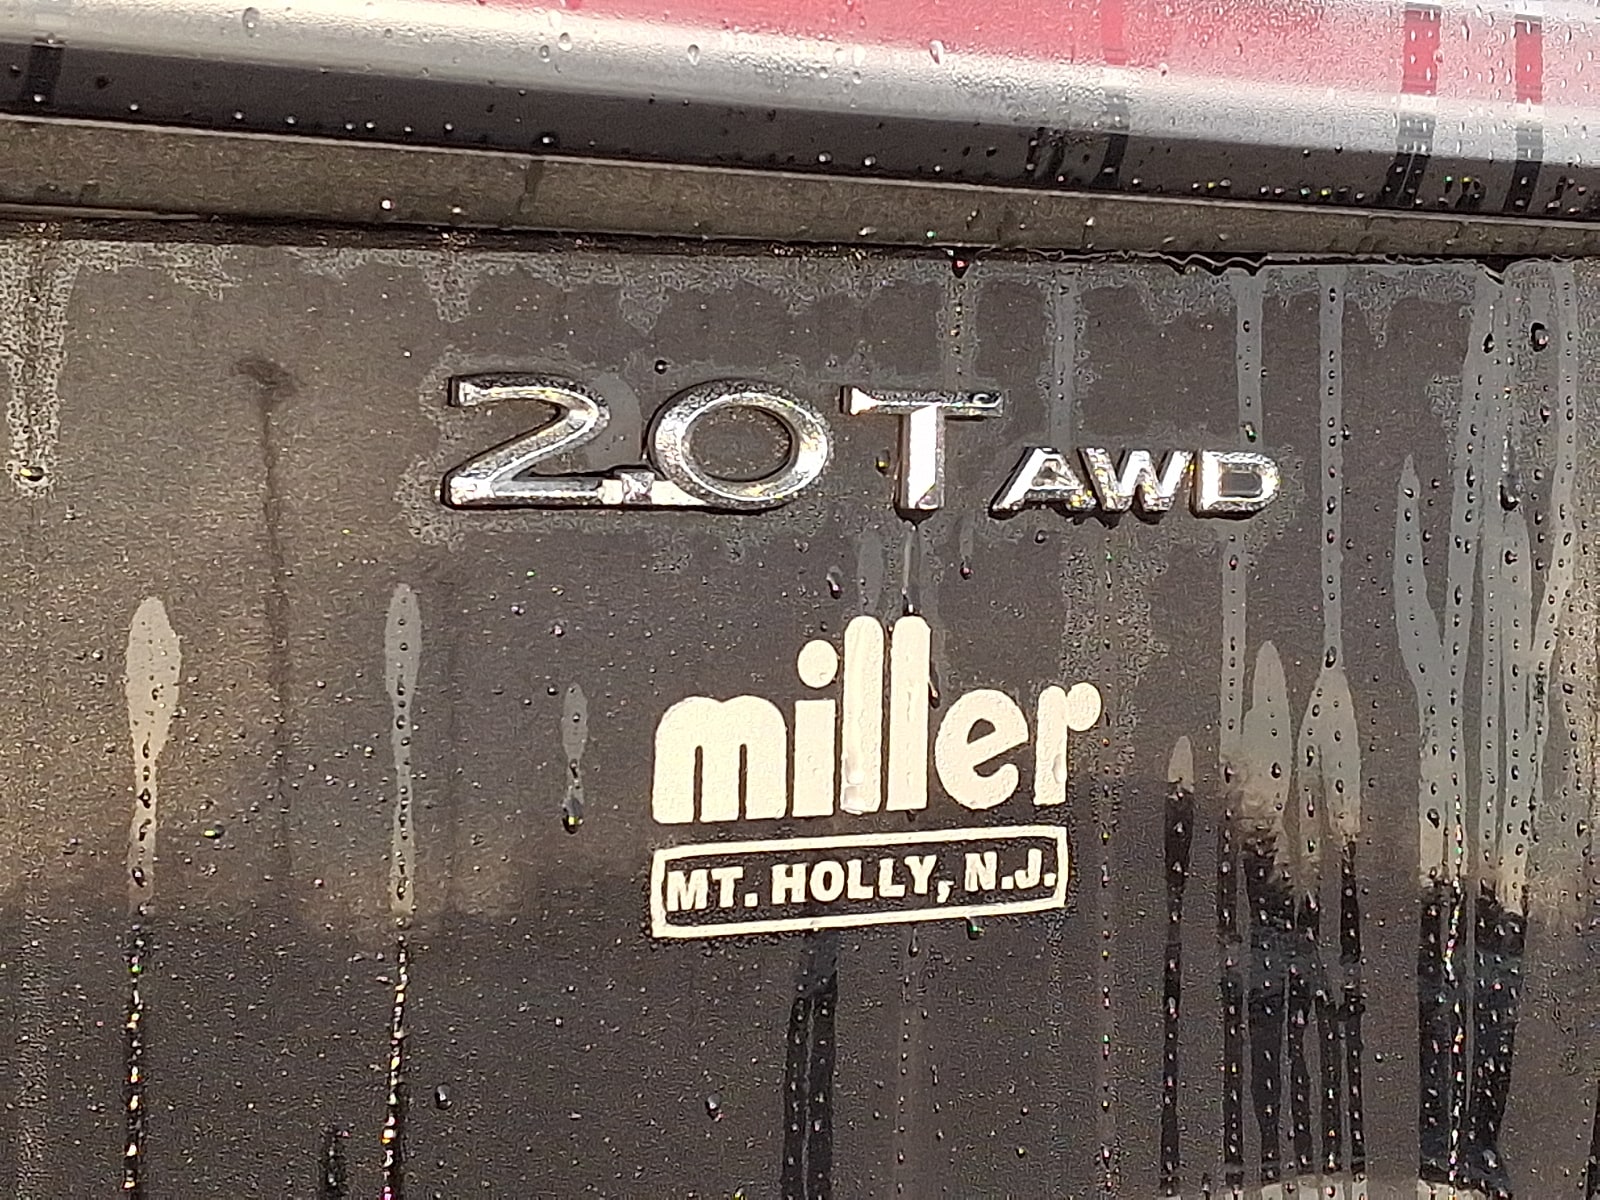 2.0T AWD
miller
MT. HOLLY, N.J.